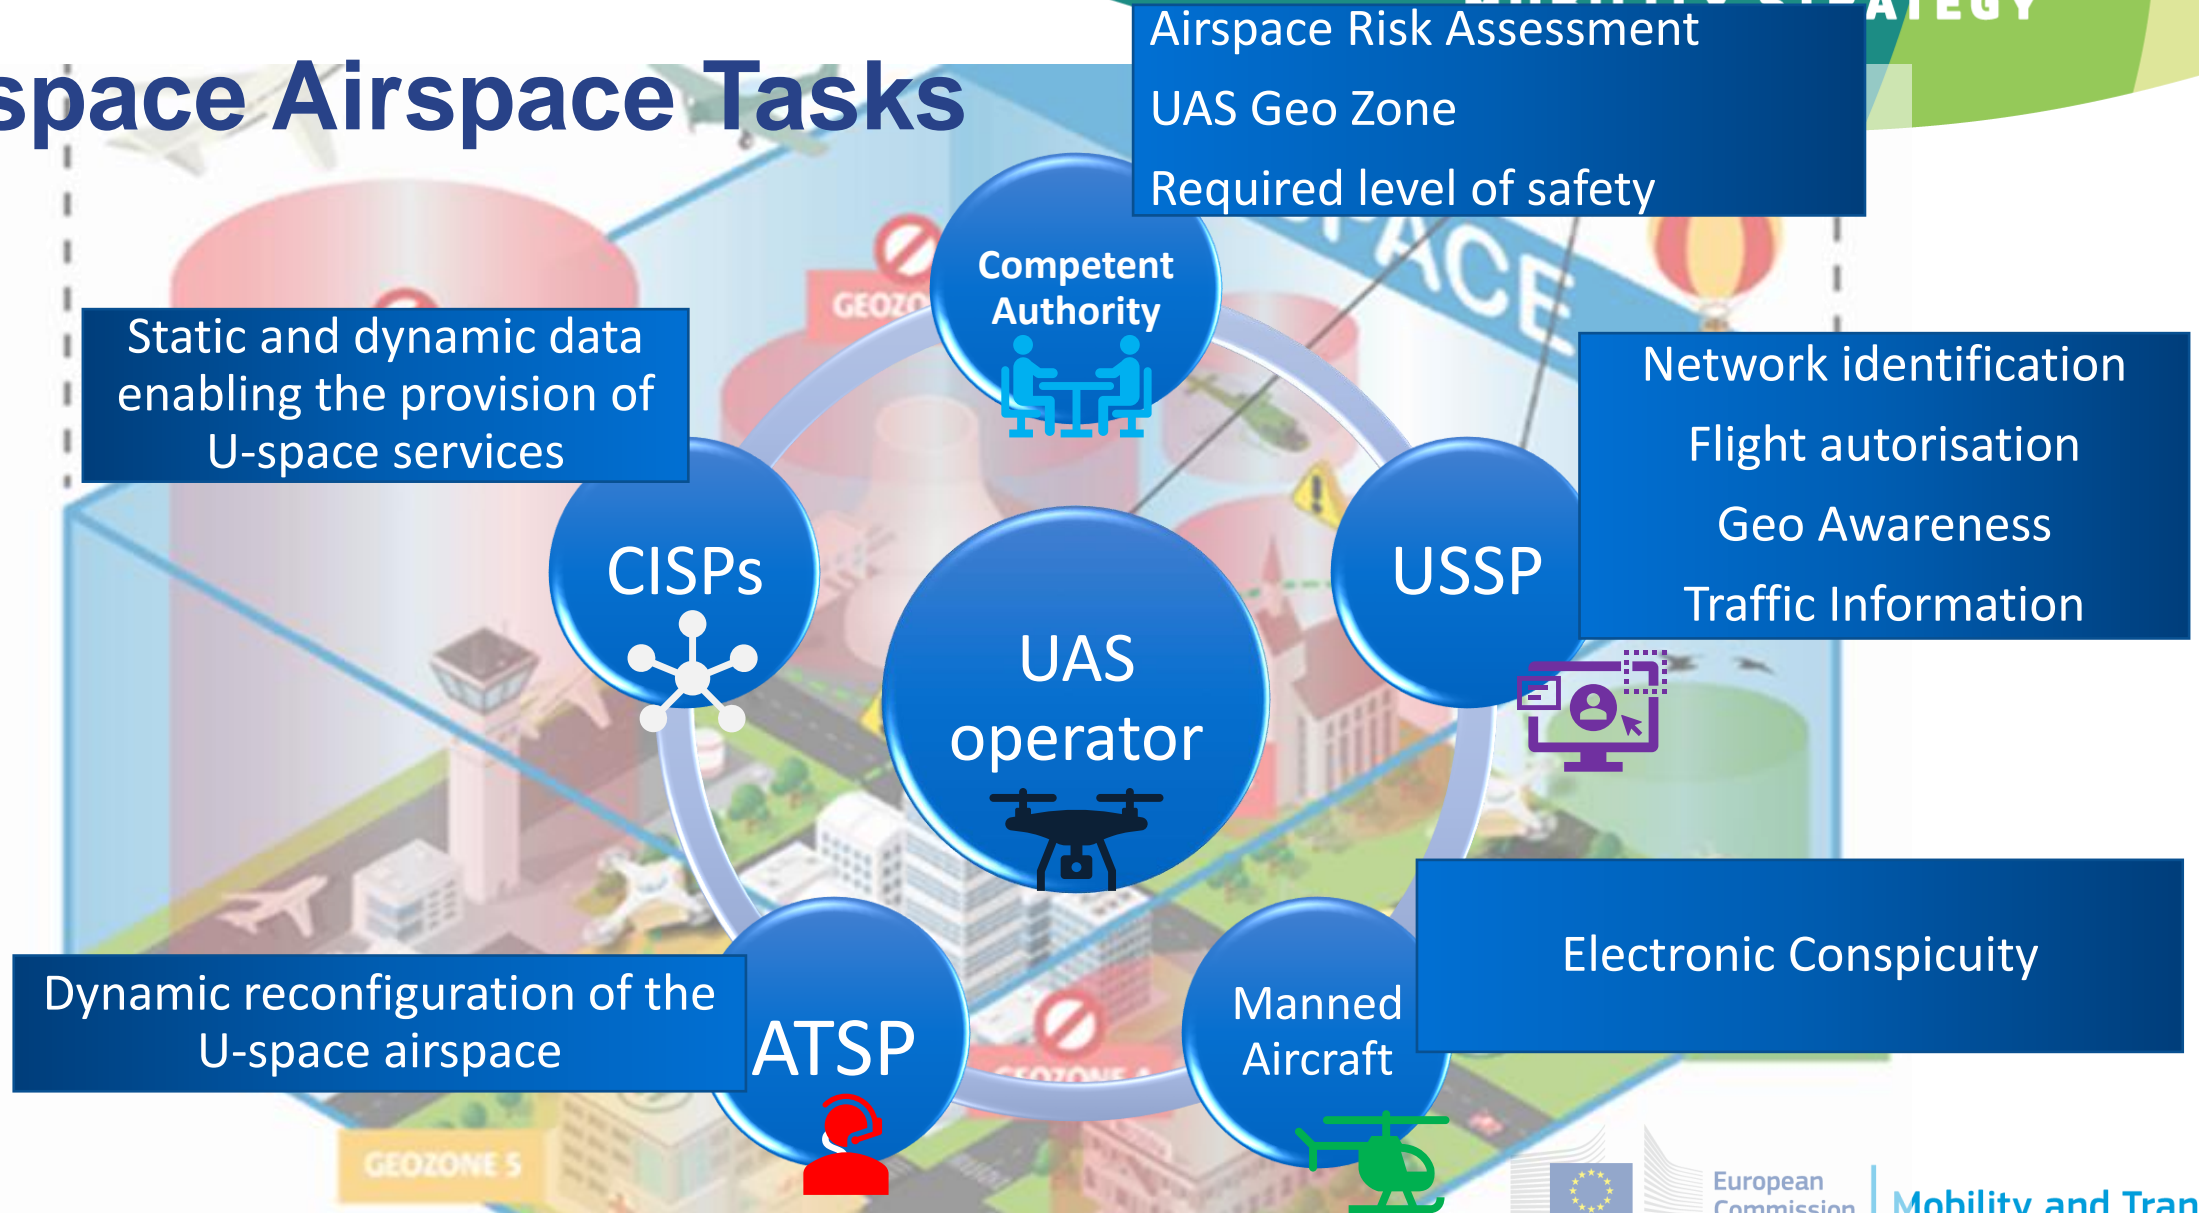 MOBILITY STRATEGY
space Airspace Tasks
Airspace Risk Assessment
UAS Geo Zone
Required level of safety
Competent
Authority
Static and dynamic data
enabling the provision of
U-space services
Network identification
Flight autorisation
Geo Awareness
Traffic Information
CISPs
USSP
UAS
operator
Electronic Conspicuity
Manned
Aircraft
Dynamic reconfiguration of the
U-space airspace
ATSP
GEOZONE 5
European
Commission
Mobility and Tran